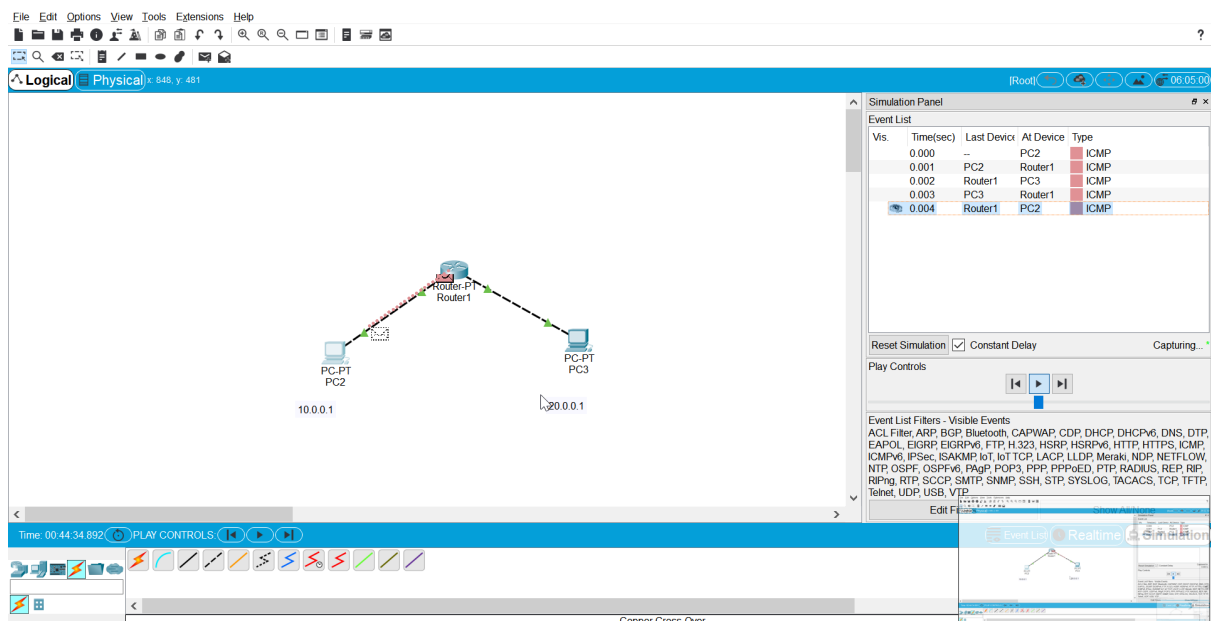 File Edit Options View Tools Extensions Help
?
Logical Physical x: 848, y: 481 [Root] 06:05:00
Simulation Panel
Event List
Vis. Time(sec) Last Device At Device Type
0.000 -- PC2 ICMP
0.001 PC2 Router1 ICMP
0.002 Router1 PC3 ICMP
0.003 PC3 Router1 ICMP
0.004 Router1 PC2 ICMP
Router-PT
Router1
PC-PT
PC2
PC-PT
PC3
10.0.0.1
20.0.0.1
Reset Simulation Constant Delay Capturing...
Play Controls
Event List Filters - Visible Events
ACL Filter, ARP, BGP, Bluetooth, CAPWAP, CDP, DHCP, DHCPv6, DNS, DTP,
EAPOL, EIGRP, EIGRPv6, FTP, H.323, HSRP, HSRPv6, HTTP, HTTPS, ICMP,
ICMPv6, IPSec, ISAKMP, IoT, IoT TCP, LACP, LLDP, Meraki, NDP, NETFLOW,
NTP, OSPF, OSPFv6, PAgP, POP3, PPP, PPPoED, PTP, RADIUS, REP, RIP,
RIPng, RTP, SCCP, SMTP, SNMP, SSH, STP, SYSLOG, TACACS, TCP, TFTP,
Telnet, UDP, USB, VTP
Edit Show All/None
Time: 00:44:34.892 PLAY CONTROLS: Event List Realtime Simulation
Copper Cross-Over